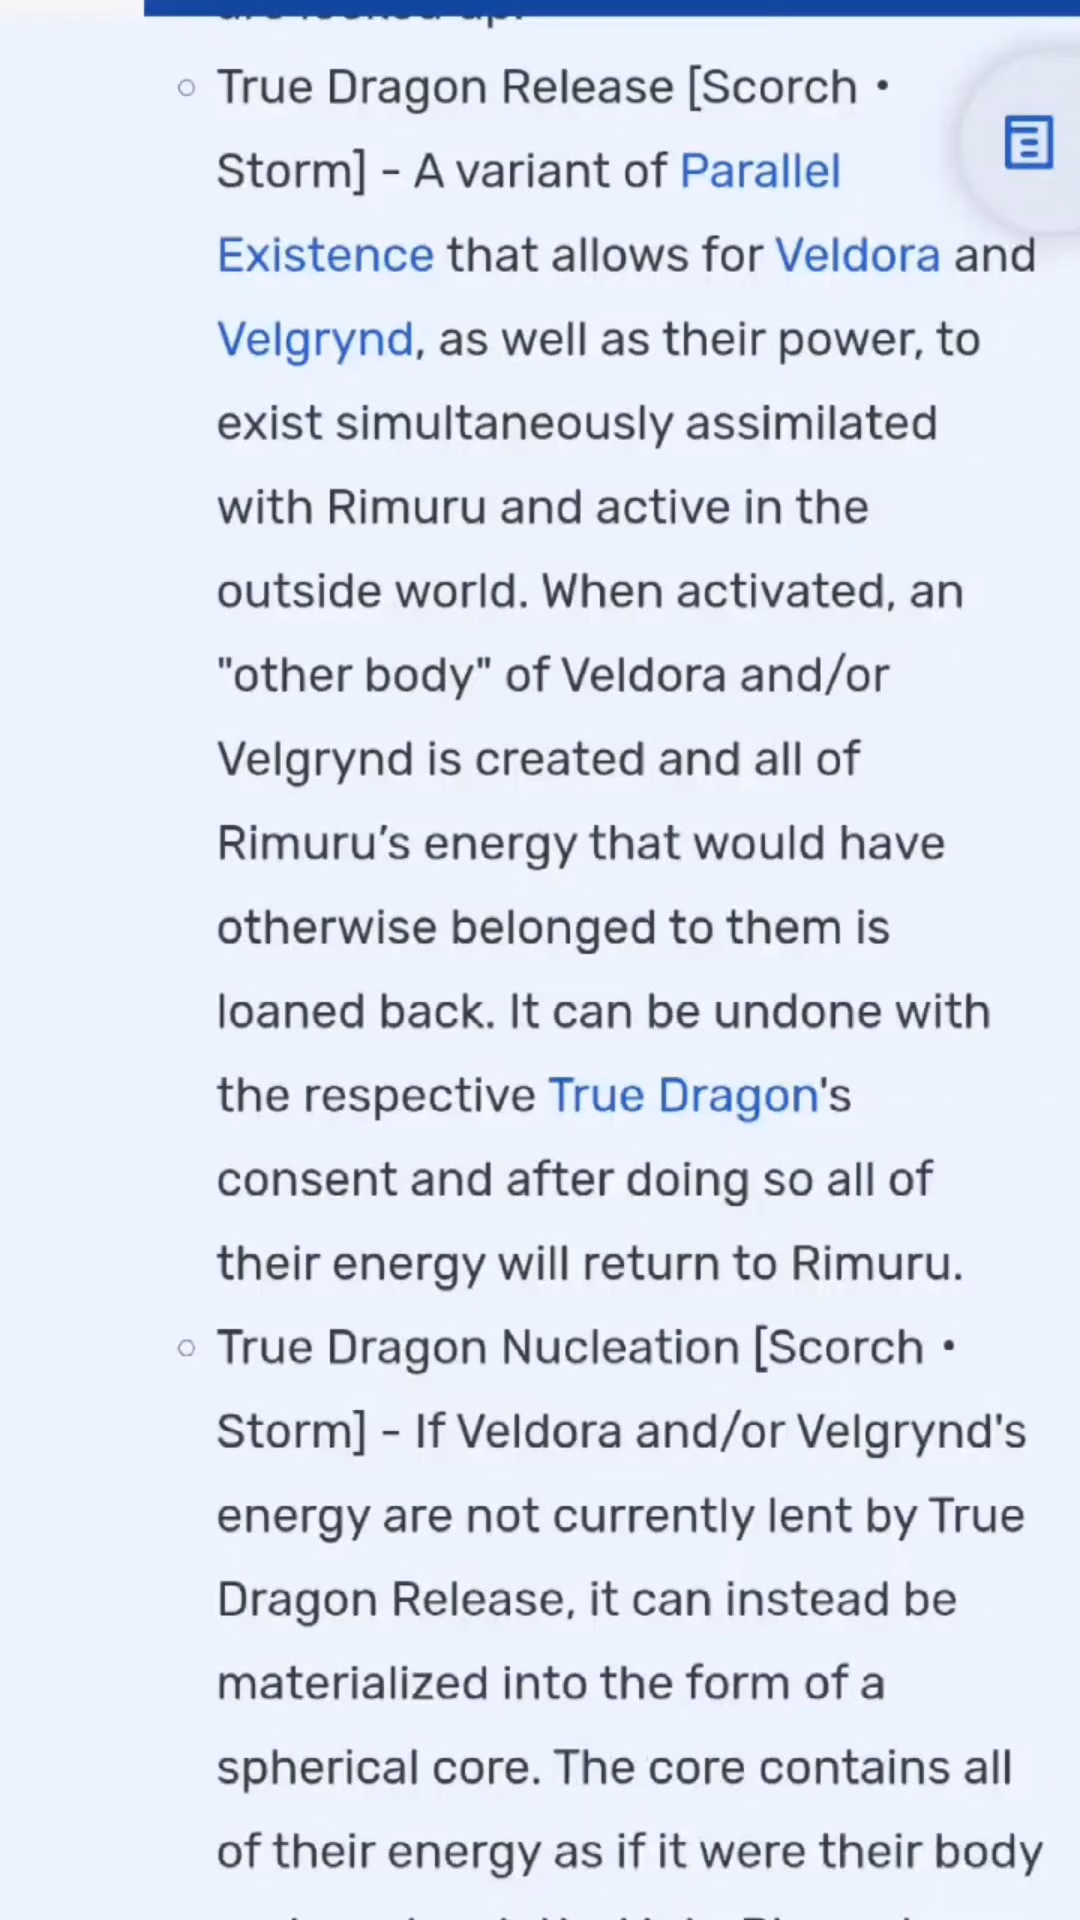 True Dragon Release [Scorch •
Storm] - A variant of Parallel
Existence that allows for Veldora and
Velgrynd, as well as their power, to
exist simultaneously assimilated
with Rimuru and active in the
outside world. When activated, an
"other body" of Veldora and/or
Velgrynd is created and all of
Rimuru's energy that would have
otherwise belonged to them is
loaned back. It can be undone with
the respective True Dragon's
consent and after doing so all of
their energy will return to Rimuru.
True Dragon Nucleation [Scorch •
Storm] - If Veldora and/or Velgrynd's
energy are not currently lent by True
Dragon Release, it can instead be
materialized into the form of a
spherical core. The core contains all
of their energy as if it were their body